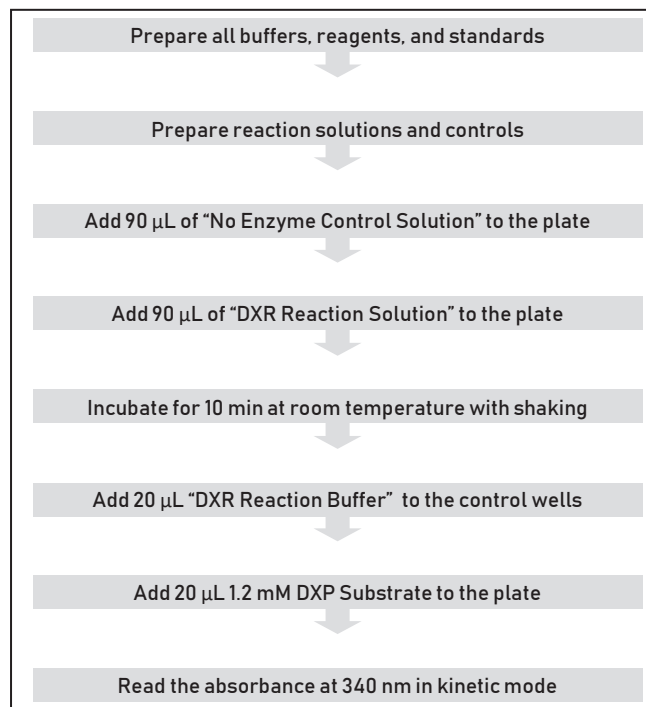 Prepare all buffers, reagents, and standards
Prepare reaction solutions and controls
Add 90 μL of “No Enzyme Control Solution” to the plate
Add 90 μL of “DXR Reaction Solution” to the plate
Incubate for 10 min at room temperature with shaking
Add 20 μL “DXR Reaction Buffer” to the control wells
Add 20 μL 1.2 mM DXP Substrate to the plate
Read the absorbance at 340 nm in kinetic mode